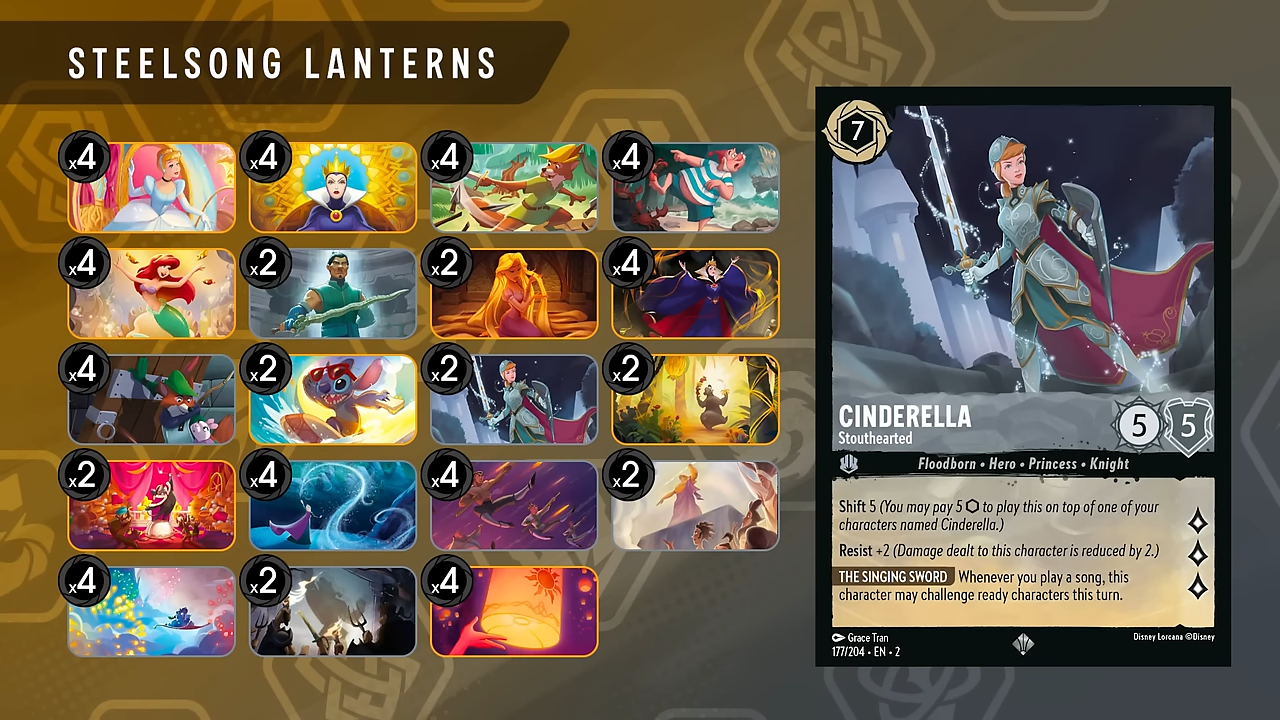 STEELSONG LANTERNS
x4 x4 x4 x4
x4 x2 x2 x4
x4 x2 x2 x2
x2 x4 x4 x2
x4 x2 x4
7
CINDERELLA
Stouthearted
5 5
Floodborn • Hero • Princess • Knight
Shift 5 (You may pay 5 ⬡ to play this on top of one of your
characters named Cinderella.)
Resist +2 (Damage dealt to this character is reduced by 2.)
THE SINGING SWORD Whenever you play a song, this
character may challenge ready characters this turn.
Grace Tran
Disney Lorcana ©Disney
177/204 • EN • 2